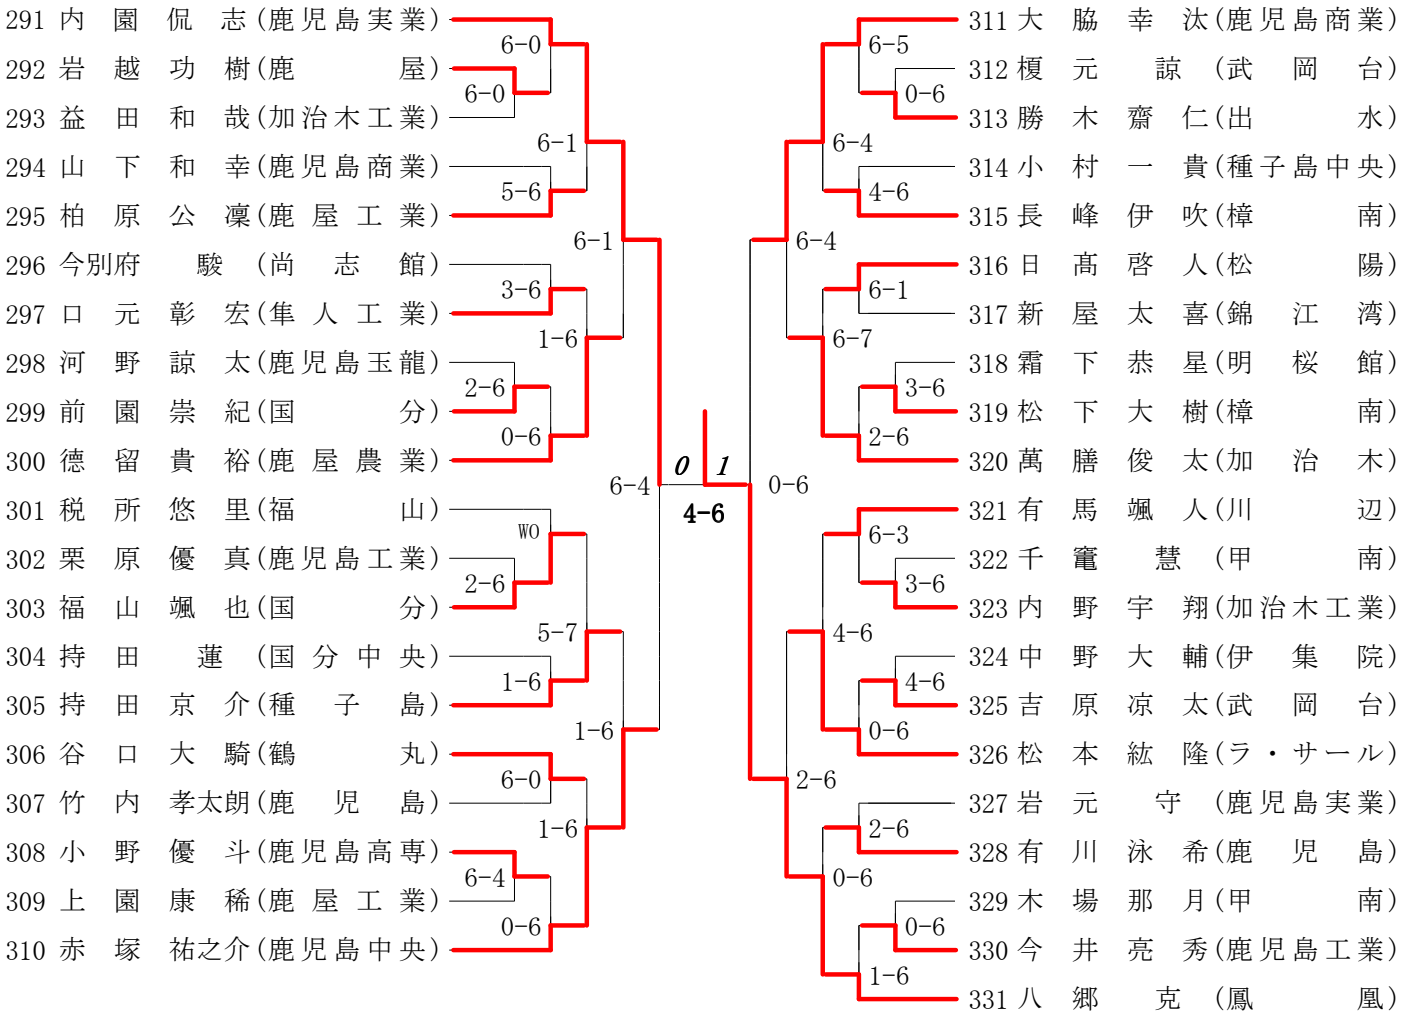 291 内園侃志(鹿児島実業)
292 岩越功樹(鹿屋)
293 益田和哉(加治木工業)
294 山下和幸(鹿児島商業)
295 柏原公凜(鹿屋工業)
296 今別府駿(尚志館)
297 口元彰宏(隼人工業)
298 河野諒太(鹿児島玉龍)
299 前園崇紀(国分)
300 德留貴裕(鹿屋農業)
301 税所悠里(福山)
302 栗原優真(鹿児島工業)
303 福山颯也(国分)
304 持田蓮(国分中央)
305 持田京介(種子島)
306 谷口大騎(鶴丸)
307 竹内孝太朗(鹿児島)
308 小野優斗(鹿児島高専)
309 上園康稀(鹿屋工業)
310 赤塚祐之介(鹿児島中央)
6-0
6-0
6-1
5-6
6-1
3-6
1-6
2-6
0-6
6-4
WO
2-6
5-7
1-6
1-6
6-0
1-6
6-4
0-6
0 1
4-6
311 大脇幸汰(鹿児島商業)
312 榎元諒(武岡台)
313 勝木齋仁(出水)
314 小村一貴(種子島中央)
315 長峰伊吹(樟南)
316 日髙啓人(松陽)
317 新屋太喜(錦江湾)
318 霜下恭星(明桜館)
319 松下大樹(樟南)
320 萬膳俊太(加治木)
321 有馬颯人(川辺)
322 千竃慧(甲南)
323 内野宇翔(加治木工業)
324 中野大輔(伊集院)
325 吉原凉太(武岡台)
326 松本紘隆(ラ・サール)
327 岩元守(鹿児島実業)
328 有川泳希(鹿児島)
329 木場那月(甲南)
330 今井亮秀(鹿児島工業)
331 八郷克(鳳凰)
6-5
0-6
6-4
4-6
6-4
6-1
6-7
3-6
2-6
0-6
6-3
3-6
4-6
4-6
0-6
2-6
2-6
0-6
0-6
1-6